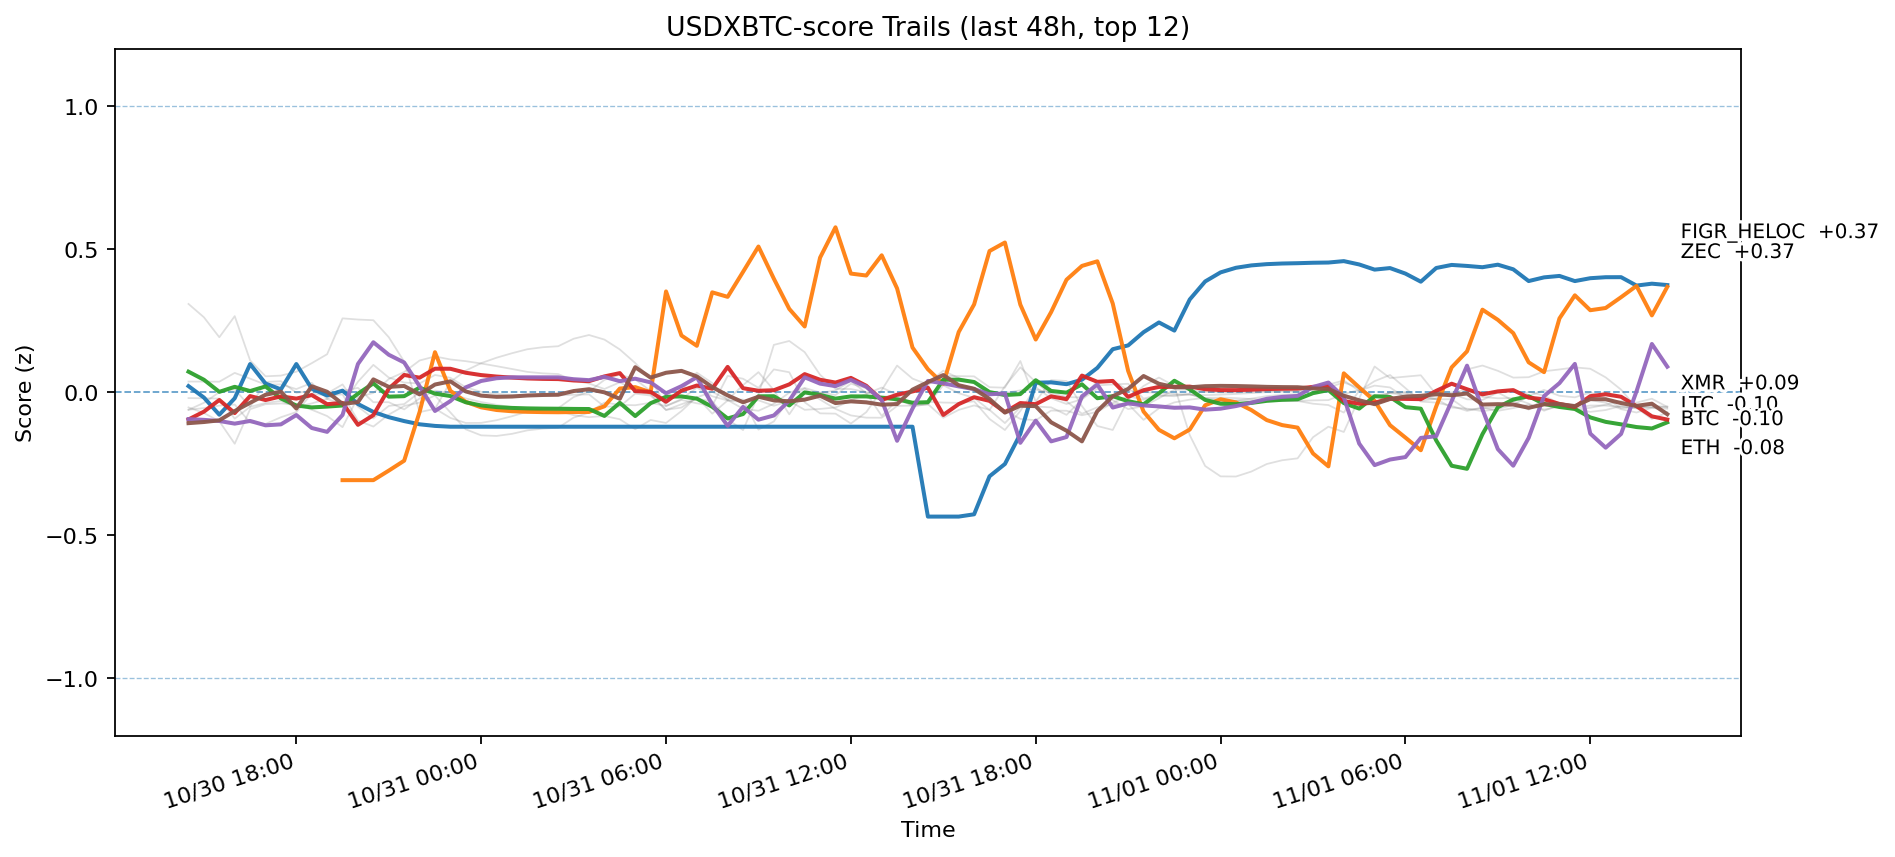 USDXBTC-score Trails (last 48h, top 12)
Score (z)
1.0
0.5
0.0
−0.5
−1.0
FIGR_HELOC +0.37
ZEC +0.37
XMR +0.09
LTC -0.10
BTC -0.10
ETH -0.08
10/30 18:00
10/31 00:00
10/31 06:00
10/31 12:00
10/31 18:00
11/01 00:00
11/01 06:00
11/01 12:00
Time